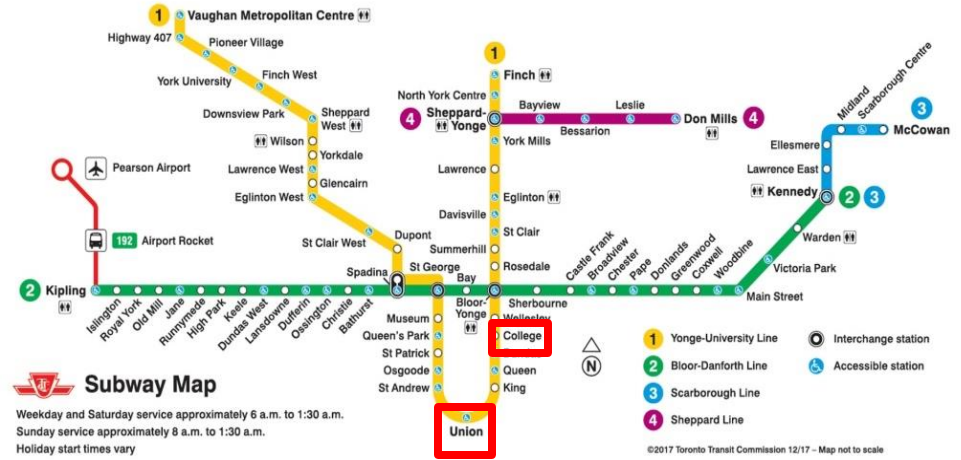 1 Vaughan Metropolitan Centre
Highway 407
Pioneer Village
York University
Finch West
Downsview Park
Sheppard West
Wilson
Yorkdale
Lawrence West
Glencairn
Eglinton West
St Clair West
Dupont
Spadina
St George
Pearson Airport
192 Airport Rocket
1
Finch
North York Centre
4 Sheppard-Yonge
Bayview
Bessarion
Leslie
Don Mills 4
York Mills
Lawrence
Eglinton
Davisville
St Clair
Summerhill
Rosedale
Bay
Bloor-Yonge
Museum
Queen's Park
St Patrick
Osgoode
St Andrew
Union
Wellesley
College
Queen
King
2 Kipling
Islington
Royal York
Old Mill
Jane
Runnymede
High Park
Keele
Dundas West
Lansdowne
Dufferin
Ossington
Christie
Bathurst
Sherbourne
Castle Frank
Broadview
Chester
Pape
Donlands
Greenwood
Coxwell
Woodbine
Main Street
Victoria Park
Warden
Kennedy 2 3
Lawrence East
Ellesmere
Midland
Scarborough Centre
3
McCowan
N
1 Yonge-University Line
2 Bloor-Danforth Line
3 Scarborough Line
4 Sheppard Line
Interchange station
Accessible station
TTC Subway Map
Weekday and Saturday service approximately 6 a.m. to 1:30 a.m.
Sunday service approximately 8 a.m. to 1:30 a.m.
Holiday start times vary
©2017 Toronto Transit Commission 12/17 – Map not to scale